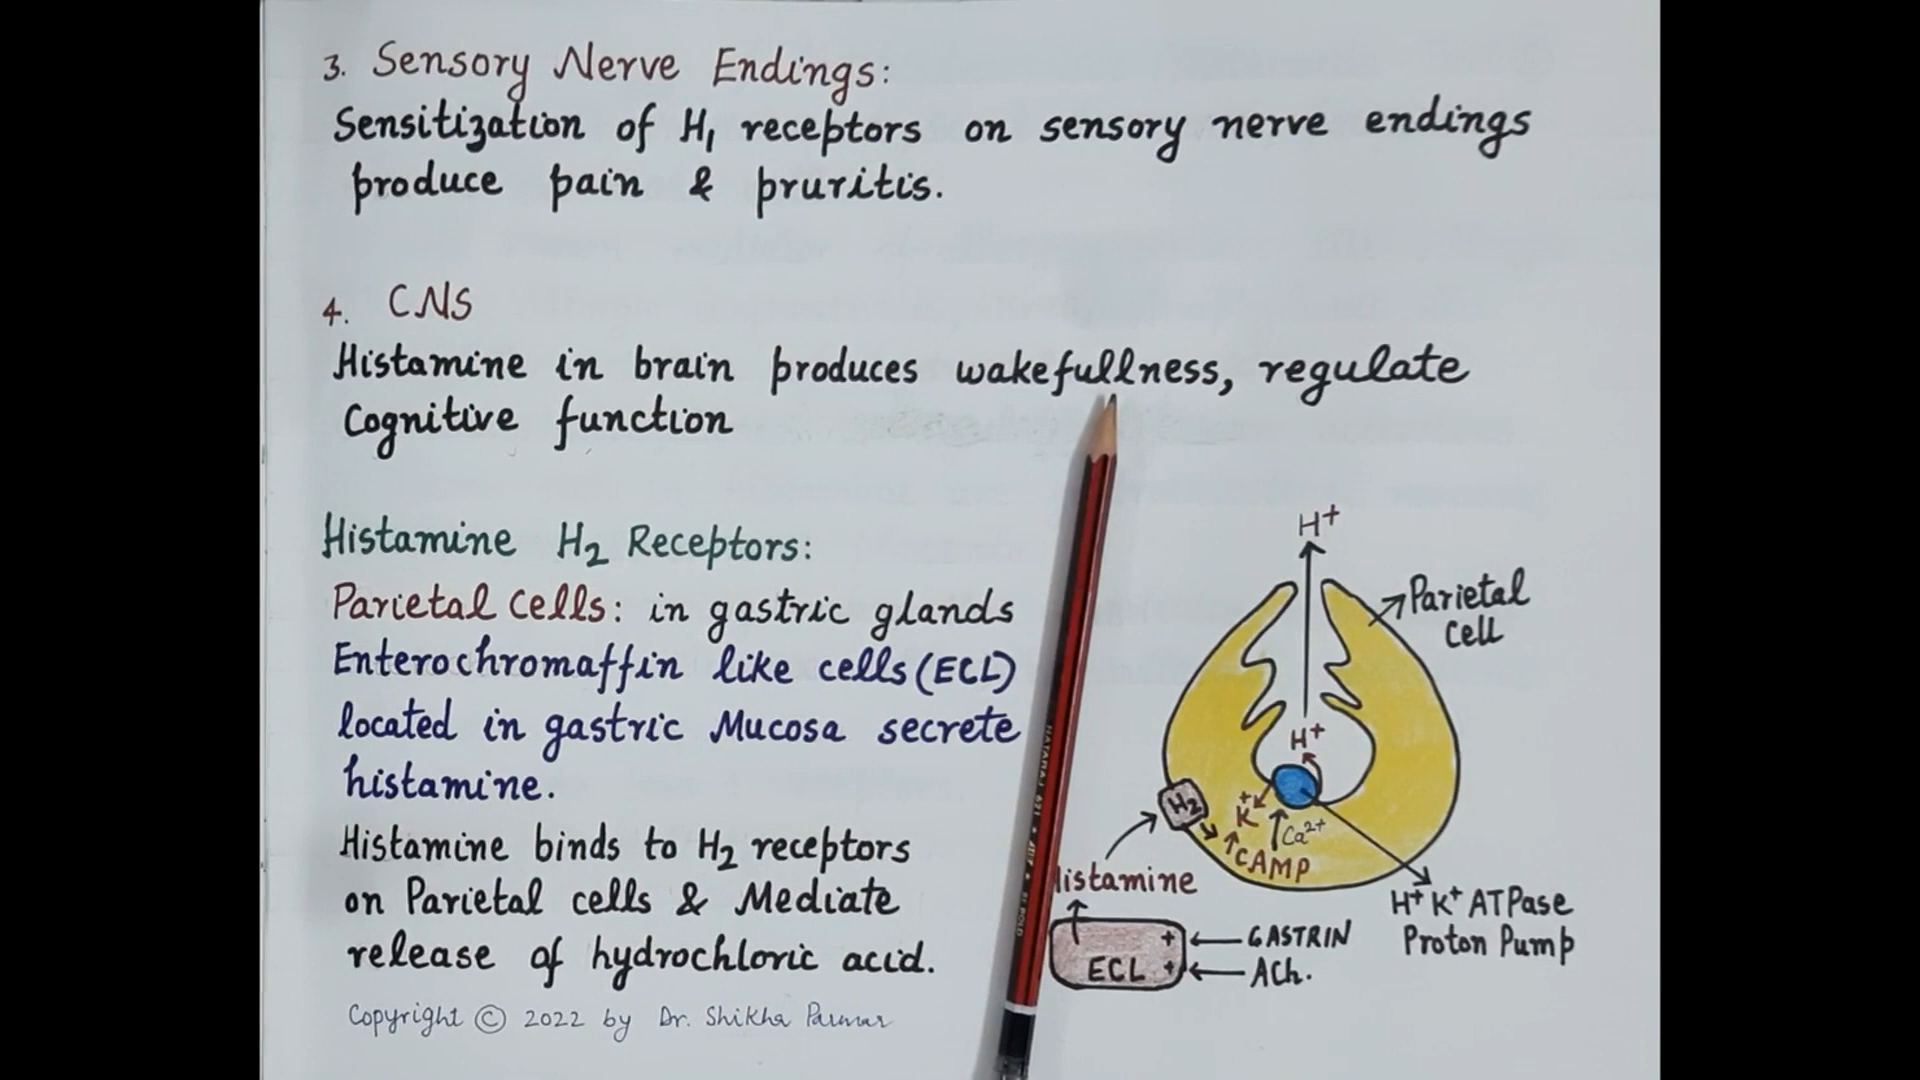 3. Sensory Nerve Endings:
Sensitization of H1 receptors on sensory nerve endings
produce pain & pruritis.
4. CNS
Histamine in brain produces wakefullness, regulate
Cognitive function
Histamine H2 Receptors:
Parietal cells: in gastric glands
Enterochromaffin like cells (ECL)
located in gastric Mucosa secrete
histamine.
Histamine binds to H2 receptors
on Parietal cells & Mediate
release of hydrochloric acid.
Copyright © 2022 by Dr. Shikha Parmar
H+
Parietal
cell
H+
H2
K+
Ca2+
↑cAMP
Histamine
H+ K+ ATPase
Proton Pump
+ GASTRIN
ECL + ACh.